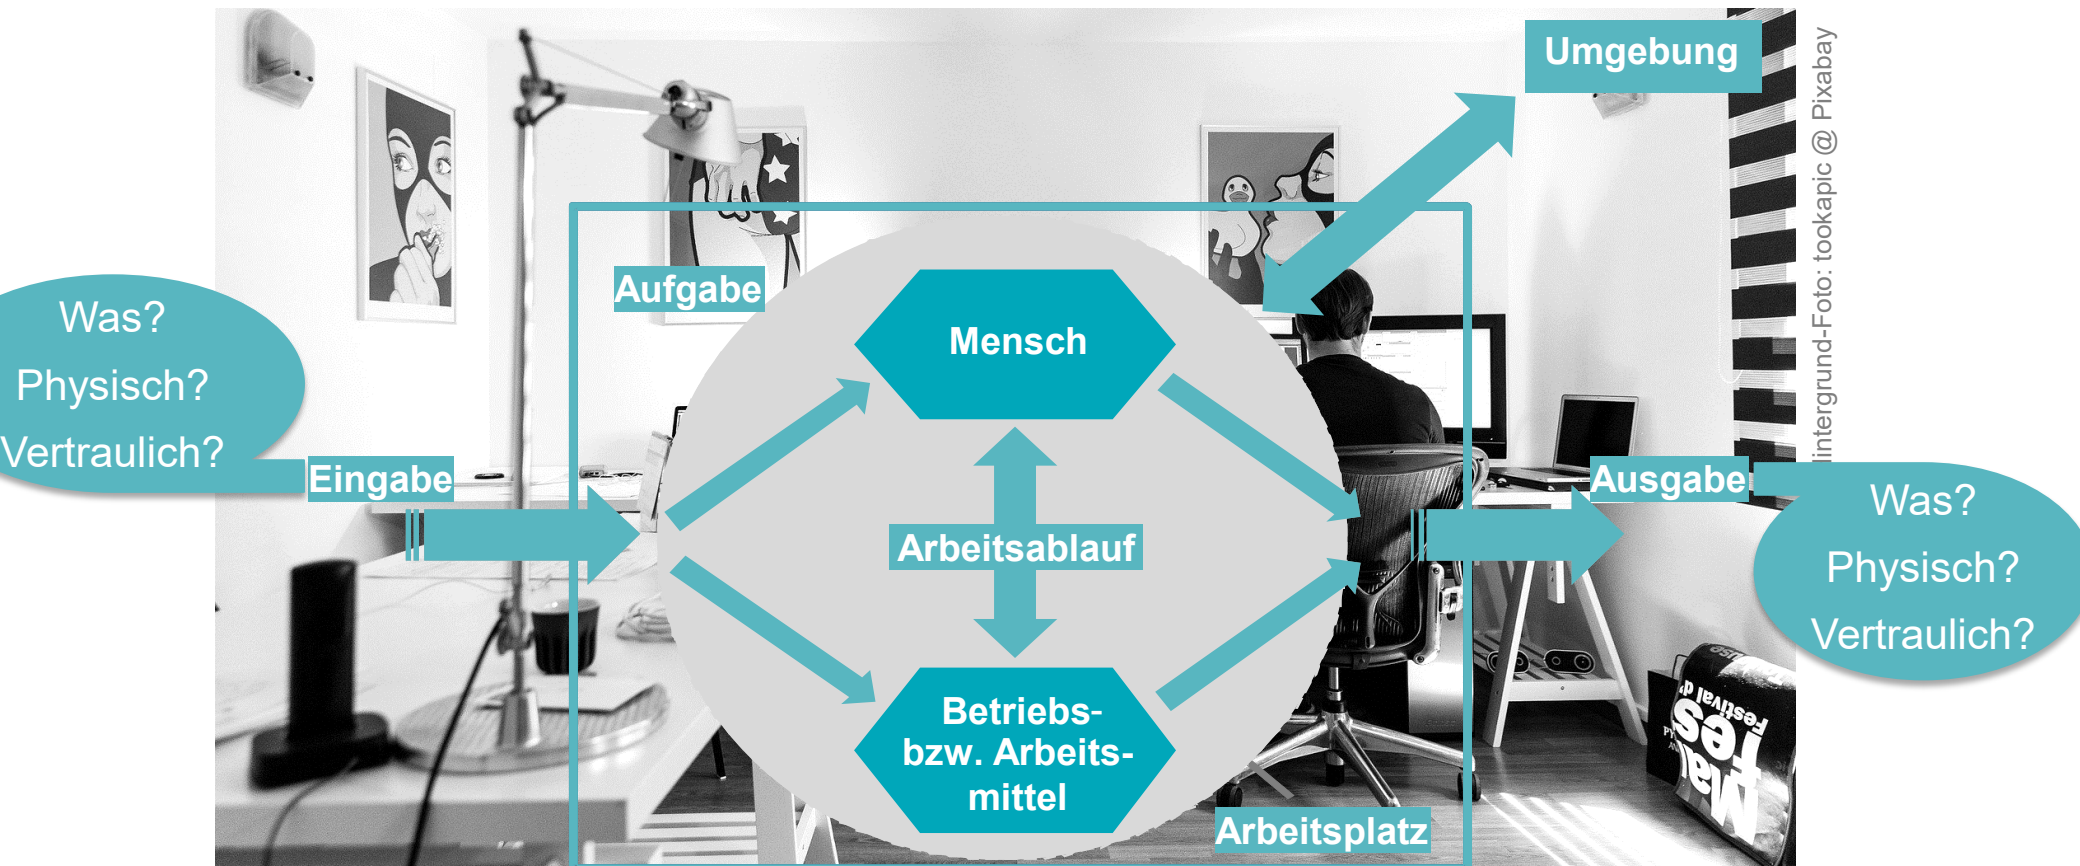 Umgebung
Hintergrund-Foto: tookapic @ Pixabay
Aufgabe
Was?
Physisch?
Vertraulich?
Mensch
Eingabe
Ausgabe
Was?
Physisch?
Vertraulich?
Arbeitsablauf
Betriebs-
bzw. Arbeits-
mittel
Arbeitsplatz
Festival d'